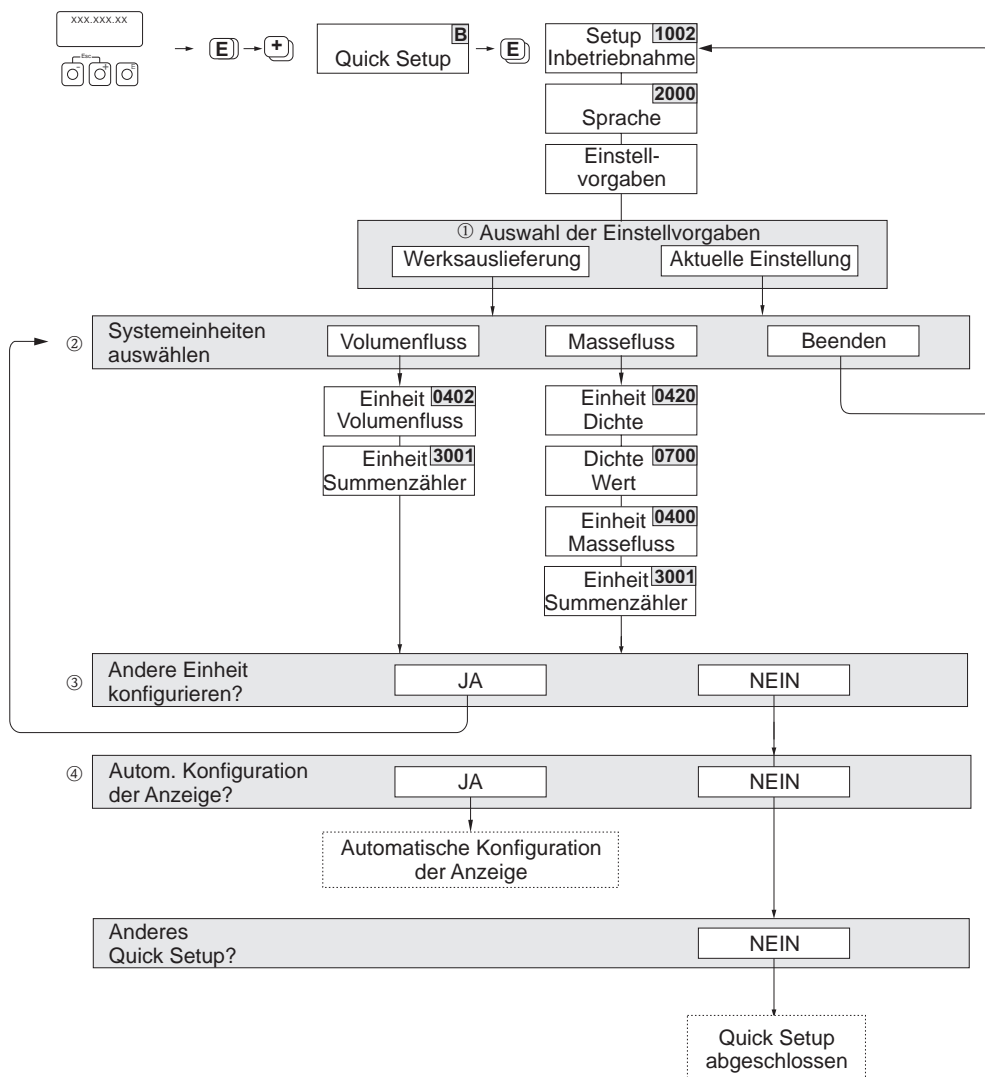 XXX.XXX.XX
Esc
- + E
E +
B
Quick Setup
E
Setup 1002
Inbetriebnahme
2000
Sprache
Einstell-
vorgaben
① Auswahl der Einstellvorgaben
Werksauslieferung
Aktuelle Einstellung
②
Systemeinheiten
auswählen
Volumenfluss
Massefluss
Beenden
Einheit 0402
Volumenfluss
Einheit 3001
Summenzähler
Einheit 0420
Dichte
Dichte 0700
Wert
Einheit 0400
Massefluss
Einheit 3001
Summenzähler
③
Andere Einheit
konfigurieren?
JA
NEIN
④
Autom. Konfiguration
der Anzeige?
JA
NEIN
Automatische Konfiguration
der Anzeige
Anderes
Quick Setup?
NEIN
Quick Setup
abgeschlossen